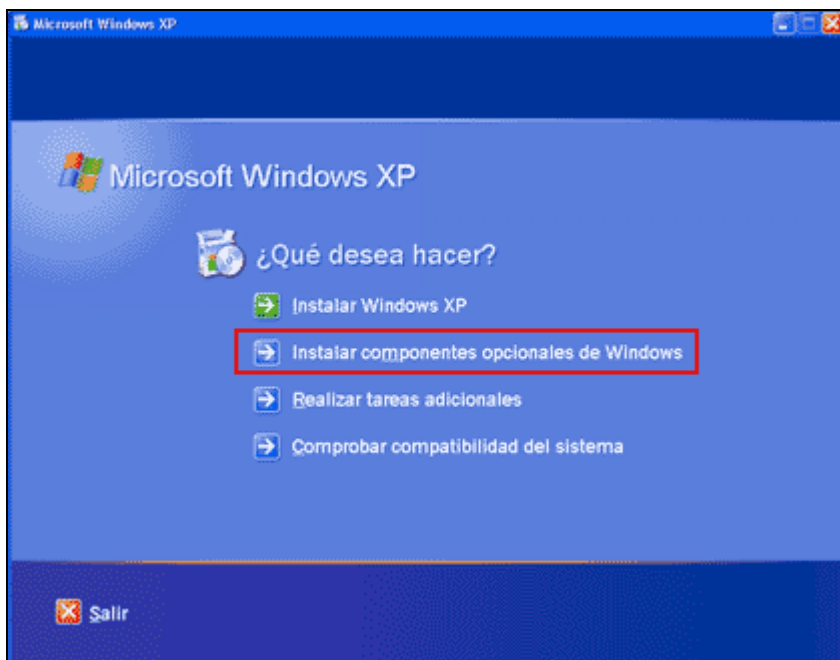 Microsoft Windows XP
Microsoft Windows XP
¿Qué desea hacer?
Instalar Windows XP
Instalar componentes opcionales de Windows
Realizar tareas adicionales
Comprobar compatibilidad del sistema
Salir